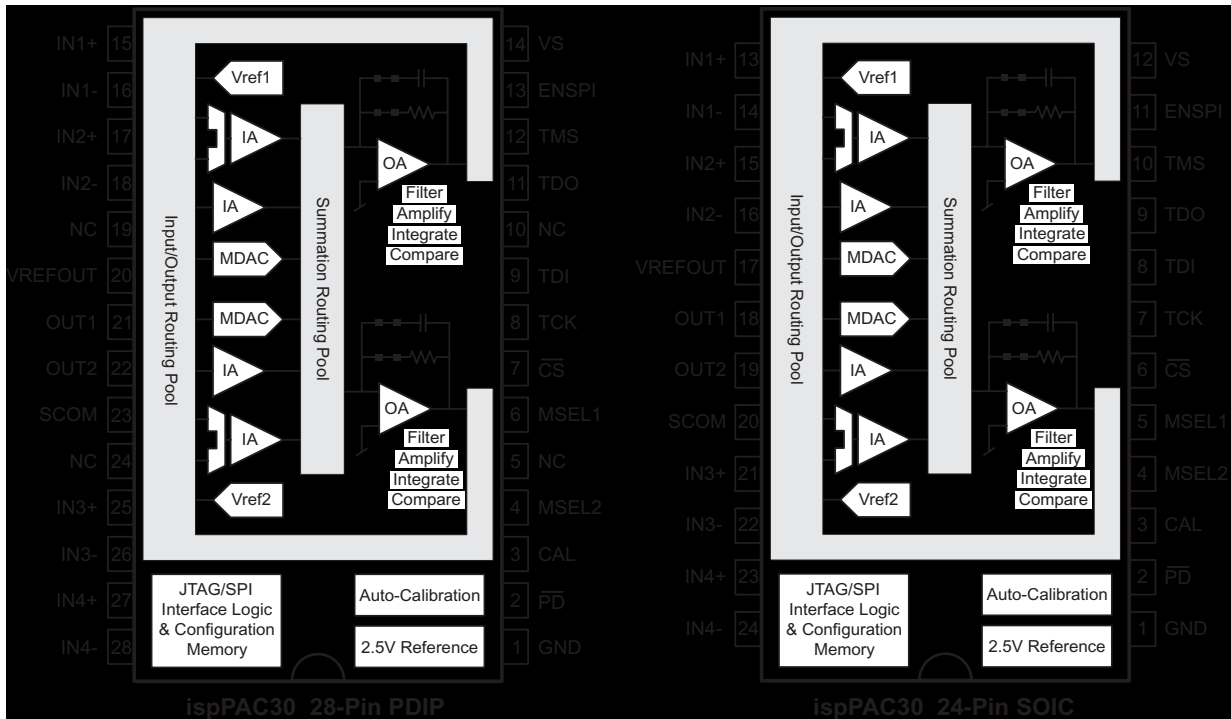 IN1+ 15
IN1- 16
IN2+ 17
IN2- 18
NC 19
VREFOUT 20
OUT1 21
OUT2 22
SCOM 23
NC 24
IN3+ 25
IN3- 26
IN4+ 27
IN4- 28
Input/Output Routing Pool
Vref1
IA
IA
MDAC
MDAC
IA
IA
Vref2
Summation Routing Pool
OA
Filter
Amplify
Integrate
Compare
OA
Filter
Amplify
Integrate
Compare
JTAG/SPI
Interface Logic
& Configuration
Memory
Auto-Calibration
2.5V Reference
14 VS
13 ENSPI
12 TMS
11 TDO
10 NC
9 TDI
8 TCK
7 C̅S̅
6 MSEL1
5 NC
4 MSEL2
3 CAL
2 P̅D̅
1 GND
ispPAC30 28-Pin PDIP
IN1+ 13
IN1- 14
IN2+ 15
IN2- 16
VREFOUT 17
OUT1 18
OUT2 19
SCOM 20
IN3+ 21
IN3- 22
IN4+ 23
IN4- 24
Input/Output Routing Pool
Vref1
IA
IA
MDAC
MDAC
IA
IA
Vref2
Summation Routing Pool
OA
Filter
Amplify
Integrate
Compare
OA
Filter
Amplify
Integrate
Compare
JTAG/SPI
Interface Logic
& Configuration
Memory
Auto-Calibration
2.5V Reference
12 VS
11 ENSPI
10 TMS
9 TDO
8 TDI
7 TCK
6 C̅S̅
5 MSEL1
4 MSEL2
3 CAL
2 P̅D̅
1 GND
ispPAC30 24-Pin SOIC